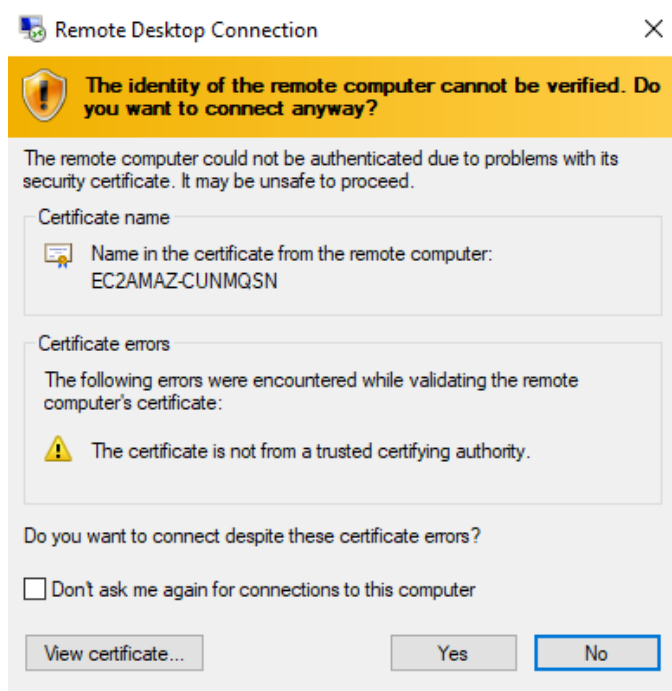 Remote Desktop Connection
The identity of the remote computer cannot be verified. Do
you want to connect anyway?
The remote computer could not be authenticated due to problems with its
security certificate. It may be unsafe to proceed.
Certificate name
Name in the certificate from the remote computer:
EC2AMAZ-CUNMQSN
Certificate errors
The following errors were encountered while validating the remote
computer's certificate:
The certificate is not from a trusted certifying authority.
Do you want to connect despite these certificate errors?
Don't ask me again for connections to this computer
View certificate... Yes No